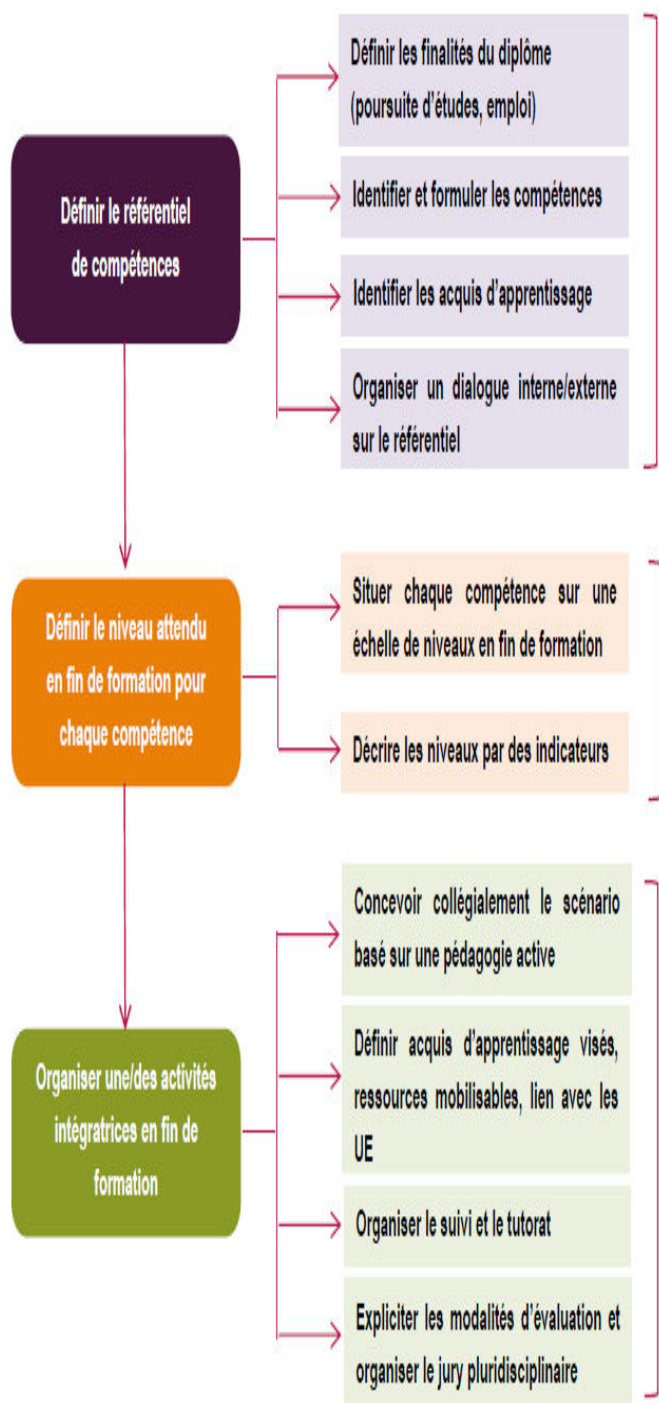 Définir le référentiel
de compétences
Définir les finalités du diplôme
(poursuite d'études, emploi)
Identifier et formuler les compétences
Identifier les acquis d'apprentissage
Organiser un dialogue interne/externe
sur le référentiel
Définir le niveau attendu
en fin de formation pour
chaque compétence
Situer chaque compétence sur une
échelle de niveaux en fin de formation
Décrire les niveaux par des indicateurs
Organiser une/des activités
intégratrices en fin de
formation
Concevoir collégialement le scénario
basé sur une pédagogie active
Définir acquis d'apprentissage visés,
ressources mobilisables, lien avec les
UE
Organiser le suivi et le tutorat
Expliciter les modalités d'évaluation et
organiser le jury pluridisciplinaire